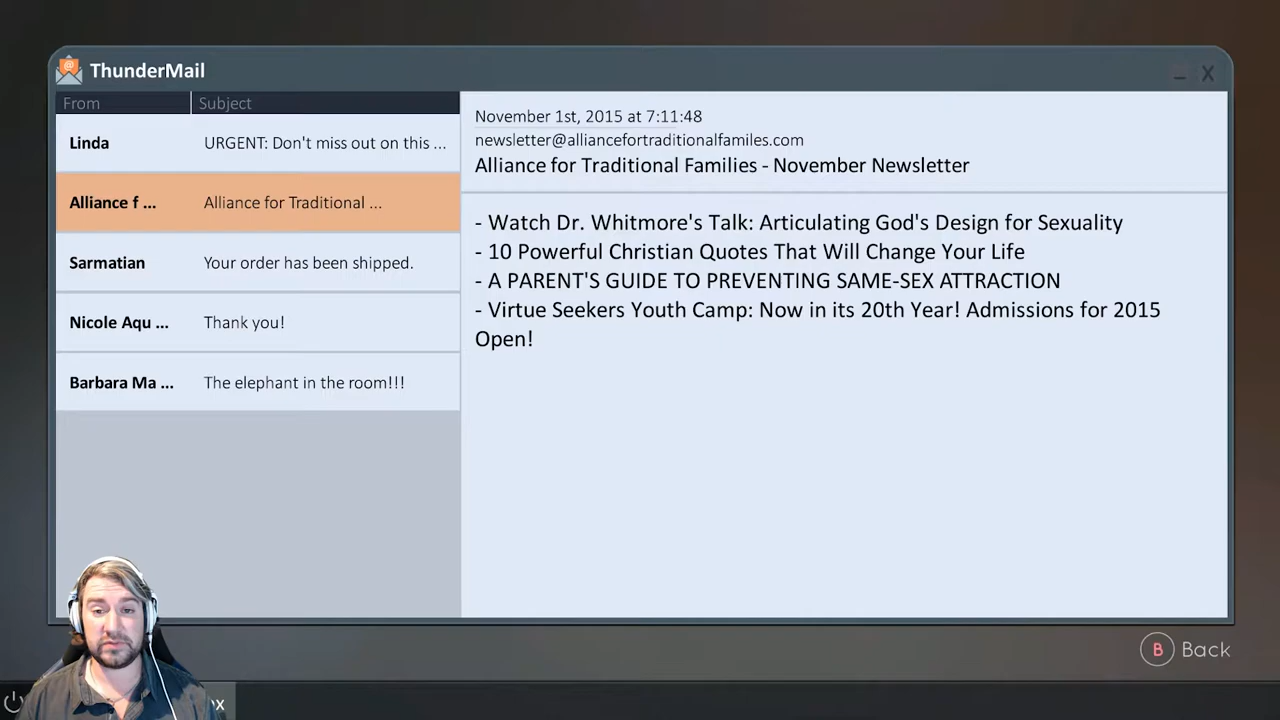 ThunderMail
From Subject
Linda URGENT: Don't miss out on this ...
Alliance f ... Alliance for Traditional ...
Sarmatian Your order has been shipped.
Nicole Aqu ... Thank you!
Barbara Ma ... The elephant in the room!!!
November 1st, 2015 at 7:11:48
newsletter@alliancefortraditionalfamiles.com
Alliance for Traditional Families - November Newsletter
- Watch Dr. Whitmore's Talk: Articulating God's Design for Sexuality
- 10 Powerful Christian Quotes That Will Change Your Life
- A PARENT'S GUIDE TO PREVENTING SAME-SEX ATTRACTION
- Virtue Seekers Youth Camp: Now in its 20th Year! Admissions for 2015
Open!
B Back